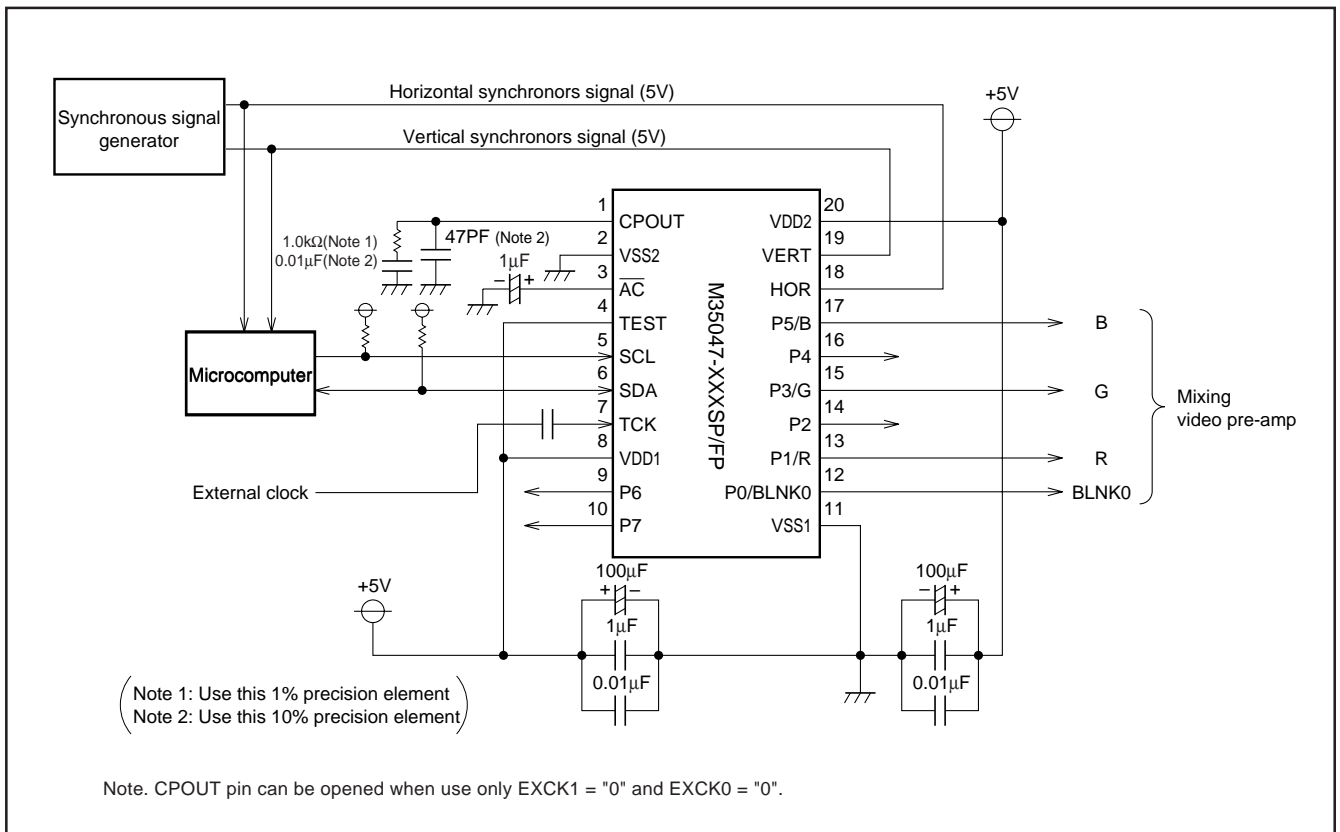 Horizontal synchronors signal (5V)
+5V
Synchronous signal
generator
Vertical synchronors signal (5V)
1
CPOUT
VDD2
20
1.0kΩ(Note 1)
0.01µF(Note 2)
47PF (Note 2)
2
VSS2
VERT
19
1µF
− +
3
AC
HOR
18
4
TEST
P5/B
17
B
5
SCL
P4
16
Microcomputer
6
SDA
P3/G
15
G
Mixing
video pre-amp
7
TCK
P2
14
8
VDD1
P1/R
13
R
External clock
9
P6
P0/BLNK0
12
BLNK0
10
P7
VSS1
11
M35047-XXXSP/FP
+5V
100µF
+ −
1µF
0.01µF
100µF
− +
1µF
0.01µF
Note 1: Use this 1% precision element
Note 2: Use this 10% precision element
Note. CPOUT pin can be opened when use only EXCK1 = "0" and EXCK0 = "0".